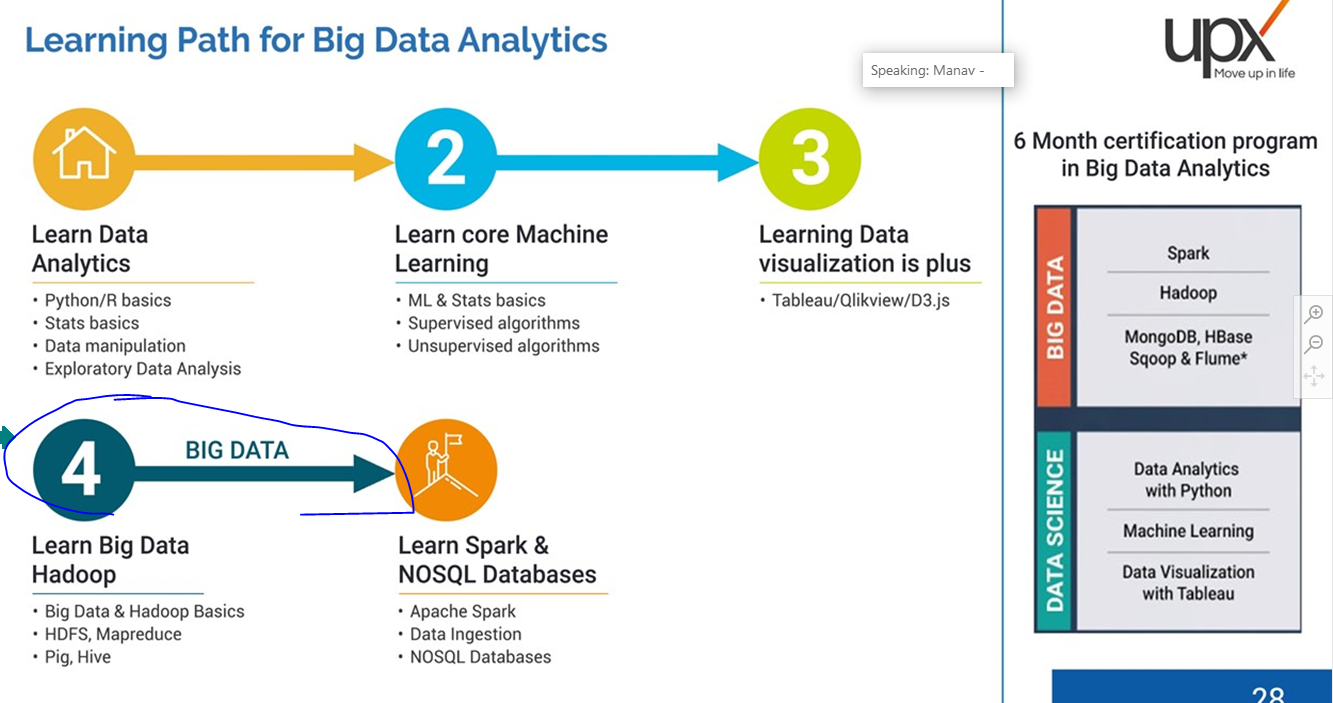 Learning Path for Big Data Analytics
Speaking: Manav -
upx
Move up in life
2
3
Learn Data
Analytics
• Python/R basics
• Stats basics
• Data manipulation
• Exploratory Data Analysis
Learn core Machine
Learning
• ML & Stats basics
• Supervised algorithms
• Unsupervised algorithms
Learning Data
visualization is plus
• Tableau/Qlikview/D3.js
4
BIG DATA
Learn Big Data
Hadoop
• Big Data & Hadoop Basics
• HDFS, Mapreduce
• Pig, Hive
Learn Spark &
NOSQL Databases
• Apache Spark
• Data Ingestion
• NOSQL Databases
6 Month certification program
in Big Data Analytics
BIG DATA
Spark
Hadoop
MongoDB, HBase
Sqoop & Flume*
DATA SCIENCE
Data Analytics
with Python
Machine Learning
Data Visualization
with Tableau
28